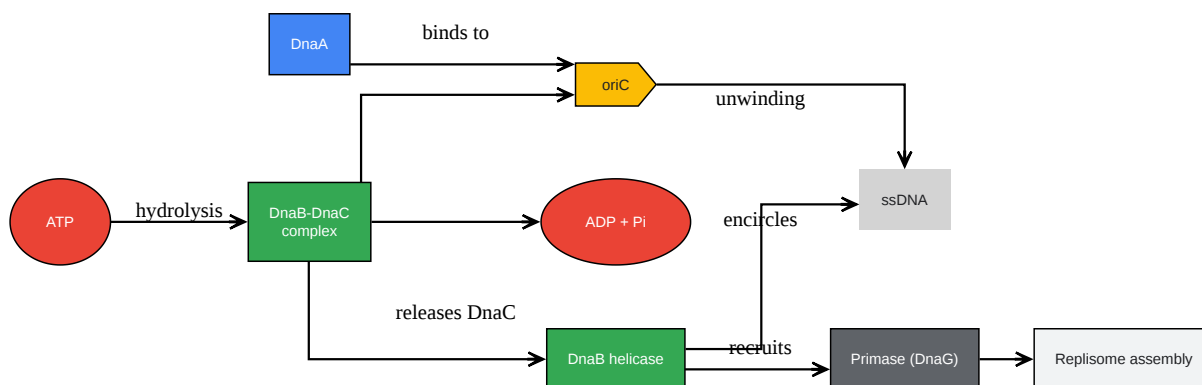 binds to
DnaA
oriC
unwinding
ssDNA
hydrolysis
ATP
DnaB-DnaC
complex
ADP + Pi
encircles
releases DnaC
recruits
DnaB helicase
Primase (DnaG)
Replisome assembly